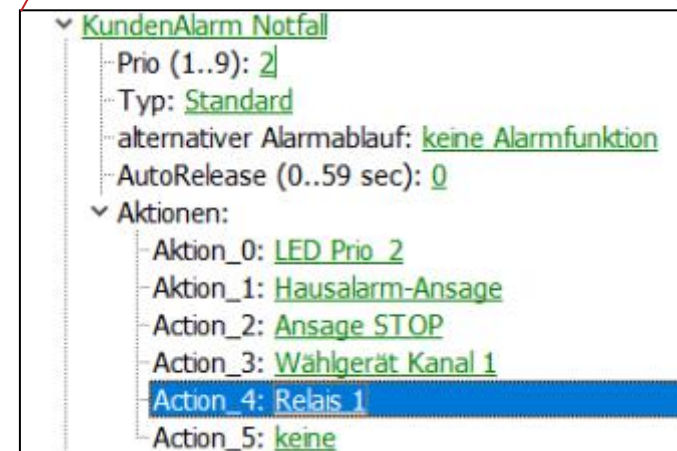 KundenAlarm Notfall
Prio (1..9): 2
Typ: Standard
alternativer Alarmablauf: keine Alarmfunktion
AutoRelease (0..59 sec): 0
Aktionen:
Aktion_0: LED Prio 2
Aktion_1: Hausalarm-Ansage
Action_2: Ansage STOP
Action_3: Wählgerät Kanal 1
Action_4: Relais 1
Action_5: keine